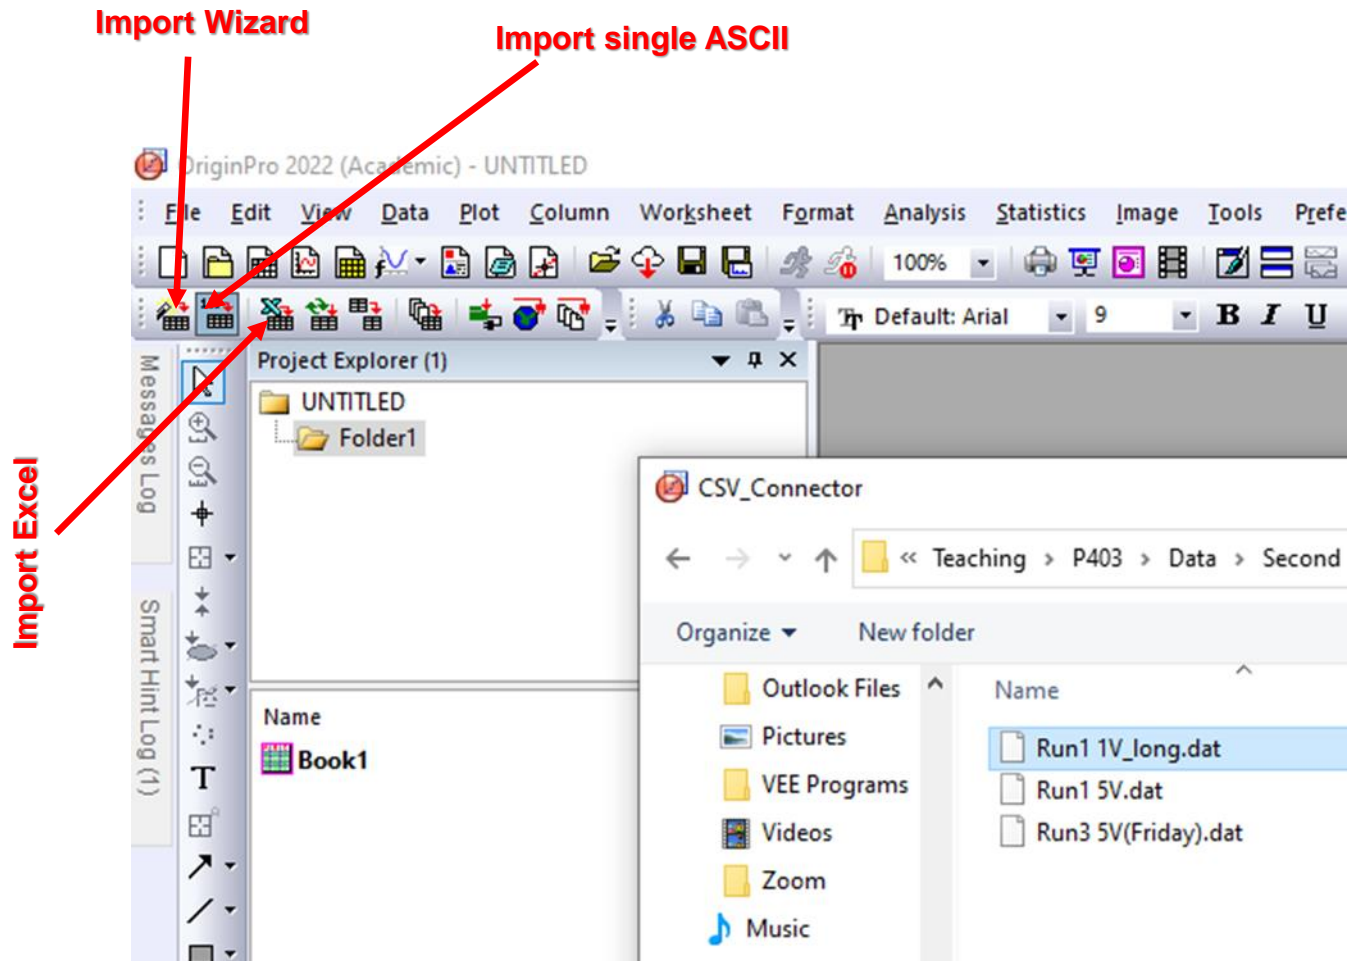 Import Wizard
Import single ASCII
OriginPro 2022 (Academic) - UNTITLED
File Edit View Data Plot Column Worksheet Format Analysis Statistics Image Tools Prefe
100%
Default: Arial 9 B I U
Project Explorer (1)
UNTITLED
Folder1
Messages Log
Import Excel
CSV_Connector
« Teaching > P403 > Data > Second
Organize New folder
Smart Hint Log (1)
Name
Book1
T
Outlook Files
Pictures
VEE Programs
Videos
Zoom
Music
Name
Run1 1V_long.dat
Run1 5V.dat
Run3 5V(Friday).dat